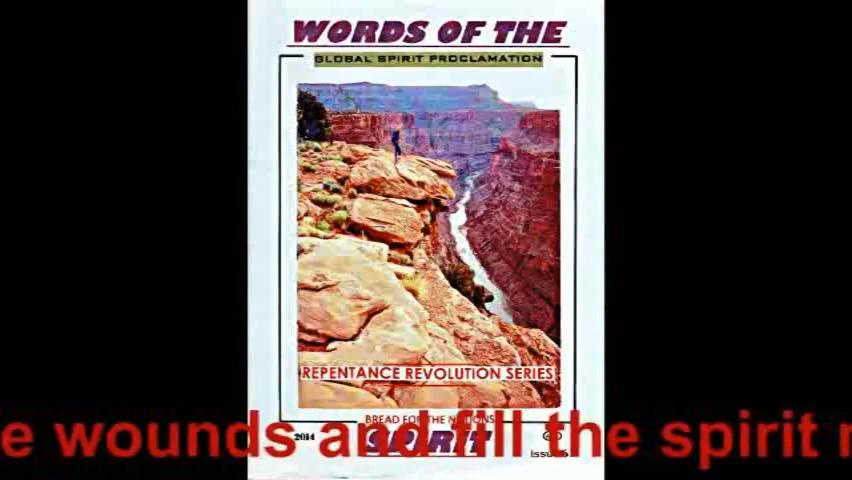 WORDS OF THE
GLOBAL SPIRIT PROCLAMATION
REPENTANCE REVOLUTION SERIES
BREAD FOR THE NATIONS
e wounds and fill the spirit
2014
SPIRIT